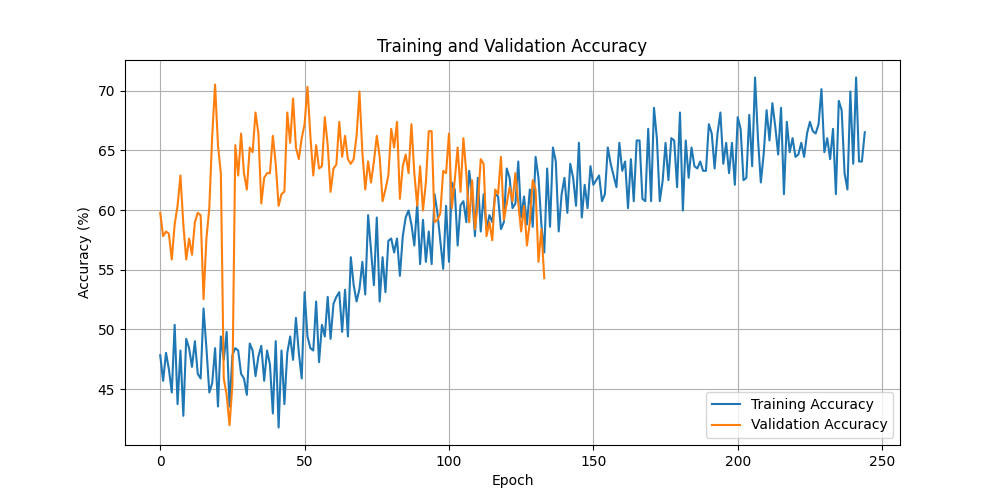 Training and Validation Accuracy
Accuracy (%)
70
65
60
55
50
45
0 50 100 150 200 250
Epoch
Training Accuracy
Validation Accuracy